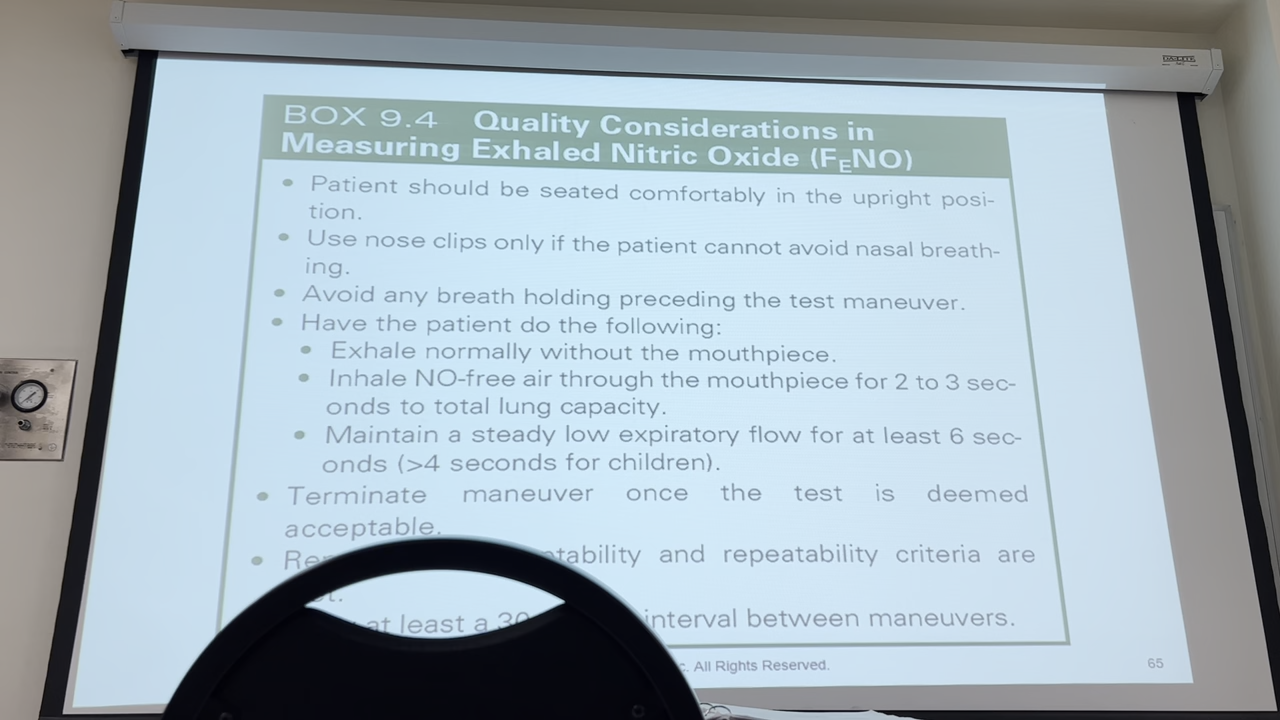 DA-LITE
BOX 9.4 Quality Considerations in
Measuring Exhaled Nitric Oxide (FENO)
• Patient should be seated comfortably in the upright posi-
tion.
• Use nose clips only if the patient cannot avoid nasal breath-
ing.
• Avoid any breath holding preceding the test maneuver.
• Have the patient do the following:
• Exhale normally without the mouthpiece.
• Inhale NO-free air through the mouthpiece for 2 to 3 sec-
onds to total lung capacity.
• Maintain a steady low expiratory flow for at least 6 sec-
onds (>4 seconds for children).
• Terminate maneuver once the test is deemed
acceptable.
• and repeatability criteria are
at least a 30 interval between maneuvers.
All Rights Reserved.
65